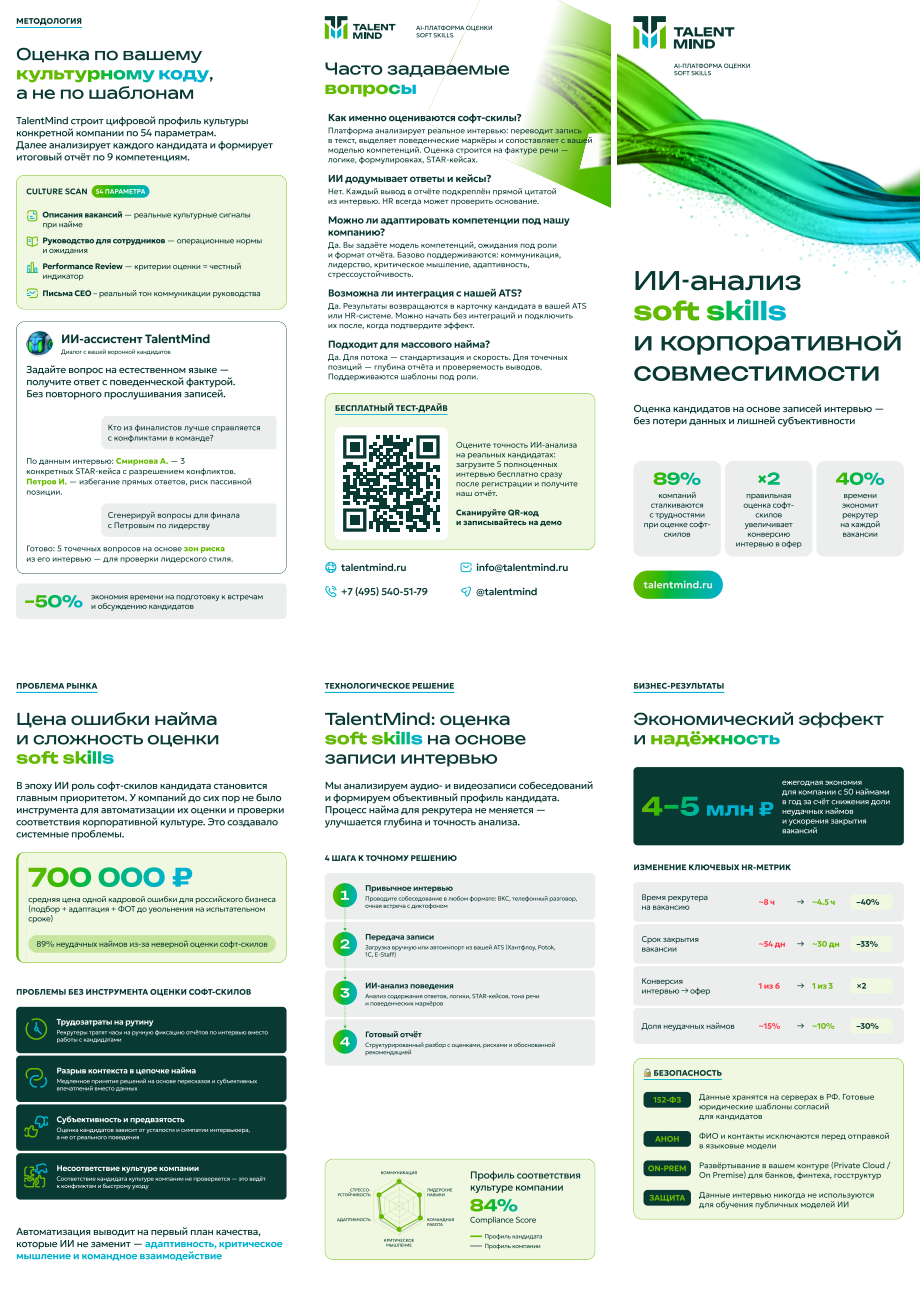 МЕТОДОЛОГИЯ
Оценка по вашему
культурному коду,
а не по шаблонам
TalentMind строит цифровой профиль культуры
конкретной компании по 54 параметрам.
Далее анализирует каждого кандидата и формирует
итоговый отчёт по 9 компетенциям.
CULTURE SCAN 54 ПАРАМЕТРА
Описания вакансий — реальные культурные сигналы
при найме
Руководство для сотрудников — операционные нормы
и ожидания
Performance Review — критерии оценки = честный
индикатор
Письма CEO – реальный тон коммуникации руководства
ИИ-ассистент TalentMind
Диалог с вашей воронкой кандидатов
Задайте вопрос на естественном языке —
получите ответ с поведенческой фактурой.
Без повторного прослушивания записей.
Кто из финалистов лучше справляется
с конфликтами в команде?
По данным интервью: Смирнова А. — 3
конкретных STAR-кейса с разрешением конфликтов.
Петров И. — избегание прямых ответов, риск пассивной
позиции.
Сгенерируй вопросы для финала
с Петровым по лидерству
Готово: 5 точечных вопросов на основе зон риска
из его интервью — для проверки лидерского стиля.
–50% экономия времени на подготовку к встречам
и обсуждению кандидатов
TALENT
MIND
AI-ПЛАТФОРМА ОЦЕНКИ
SOFT SKILLS
Часто задаваемые
вопросы
Как именно оцениваются софт-скилы?
Платформа анализирует реальное интервью: переводит запись
в текст, выделяет поведенческие маркёры и сопоставляет с вашей
моделью компетенций. Оценка строится на фактуре речи —
логике, формулировках, STAR-кейсах.
ИИ додумывает ответы и кейсы?
Нет. Каждый вывод в отчёте подкреплён прямой цитатой
из интервью. HR всегда может проверить основание.
Можно ли адаптировать компетенции под нашу
компанию?
Да. Вы задаёте модель компетенций, ожидания под роли
и формат отчёта. Базово поддерживаются: коммуникация,
лидерство, критическое мышление, адаптивность,
стрессоустойчивость.
Возможна ли интеграция с нашей ATS?
Да. Результаты возвращаются в карточку кандидата в вашей ATS
или HR-системе. Можно начать без интеграций и подключить
их после, когда подтвердите эффект.
Подходит для массового найма?
Да. Для потока — стандартизация и скорость. Для точечных
позиций — глубина отчёта и проверяемость выводов.
Поддерживаются шаблоны под роли.
БЕСПЛАТНЫЙ ТЕСТ-ДРАЙВ
Оцените точность ИИ-анализа
на реальных кандидатах:
загрузите 5 полноценных
интервью бесплатно сразу
после регистрации и получите
наш отчёт.
Сканируйте QR-код
и записывайтесь на демо
talentmind.ru
info@talentmind.ru
+7 (495) 540-51-79
@talentmind
TALENT
MIND
AI-ПЛАТФОРМА ОЦЕНКИ
SOFT SKILLS
ИИ-анализ
soft skills
и корпоративной
совместимости
Оценка кандидатов на основе записей интервью —
без потери данных и лишней субъективности
89%
компаний
сталкиваются
с трудностями
при оценке софт-
скилов
×2
правильная
оценка софт-
скилов
увеличивает
конверсию
интервью в офер
40%
времени
экономит
рекрутер
на каждой
вакансии
talentmind.ru
ПРОБЛЕМА РЫНКА
Цена ошибки найма
и сложность оценки
soft skills
В эпоху ИИ роль софт-скилов кандидата становится
главным приоритетом. У компаний до сих пор не было
инструмента для автоматизации их оценки и проверки
соответствия корпоративной культуре. Это создавало
системные проблемы.
700 000 ₽
средняя цена одной кадровой ошибки для российского бизнеса
(подбор + адаптация + ФОТ до увольнения на испытательном
сроке)
89% неудачных наймов из-за неверной оценки софт-скилов
ПРОБЛЕМЫ БЕЗ ИНСТРУМЕНТА ОЦЕНКИ СОФТ-СКИЛОВ
Трудозатраты на рутину
Рекрутеры тратят часы на ручную фиксацию отчётов по интервью вместо
работы с кандидатами
Разрыв контекста в цепочке найма
Медленное принятие решений на основе пересказов и субъективных
впечатлений вместо данных
Субъективность и предвзятость
Оценка кандидатов зависит от усталости и симпатии интервьюера,
а не от реального поведения
Несоответствие культуре компании
Соответствие кандидата культуре компании не проверяется — это ведёт
к конфликтам и быстрому уходу
Автоматизация выводит на первый план качества,
которые ИИ не заменит — адаптивность, критическое
мышление и командное взаимодействие
ТЕХНОЛОГИЧЕСКОЕ РЕШЕНИЕ
TalentMind: оценка
soft skills на основе
записи интервью
Мы анализируем аудио- и видеозаписи собеседований
и формируем объективный профиль кандидата.
Процесс найма для рекрутера не меняется —
улучшается глубина и точность анализа.
4 ШАГА К ТОЧНОМУ РЕШЕНИЮ
1 Привычное интервью
Проводите собеседование в любом формате: ВКС, телефонный разговор,
очная встреча с диктофоном
2 Передача записи
Загрузка вручную или автоимпорт из вашей ATS (Хантфлоу, Potok,
1С, E-Staff)
3 ИИ-анализ поведения
Анализ содержания ответов, логики, STAR-кейсов, тона речи
и поведенческих маркёров
4 Готовый отчёт
Структурированный разбор с оценками, рисками и обоснованной
рекомендацией
КОММУНИКАЦИЯ
СТРЕССО-
УСТОЙЧИВОСТЬ
ЛИДЕРСКИЕ
НАВЫКИ
АДАПТИВНОСТЬ
КОМАНДНАЯ
РАБОТА
КРИТИЧЕСКОЕ
МЫШЛЕНИЕ
Профиль соответствия
культуре компании
84%
Compliance Score
Профиль кандидата
Профиль компании
БИЗНЕС-РЕЗУЛЬТАТЫ
Экономический эффект
и надёжность
4–5 млн ₽
ежегодная экономия
для компании с 50 наймами
в год за счёт снижения доли
неудачных наймов
и ускорения закрытия
вакансий
ИЗМЕНЕНИЕ КЛЮЧЕВЫХ HR-МЕТРИК
Время рекрутера
на вакансию
~8 ч → ~4.5 ч –40%
Срок закрытия
вакансии
~54 дн → ~30 дн –33%
Конверсия
интервью → офер
1 из 6 → 1 из 3 ×2
Доля неудачных наймов ~15% → ~10% –30%
БЕЗОПАСНОСТЬ
152-ФЗ Данные хранятся на серверах в РФ. Готовые
юридические шаблоны согласий
для кандидатов
АНОН ФИО и контакты исключаются перед отправкой
в языковые модели
ON-PREM Развёртывание в вашем контуре (Private Cloud /
On Premise) для банков, финтеха, госструктур
ЗАЩИТА Данные интервью никогда не используются
для обучения публичных моделей ИИ